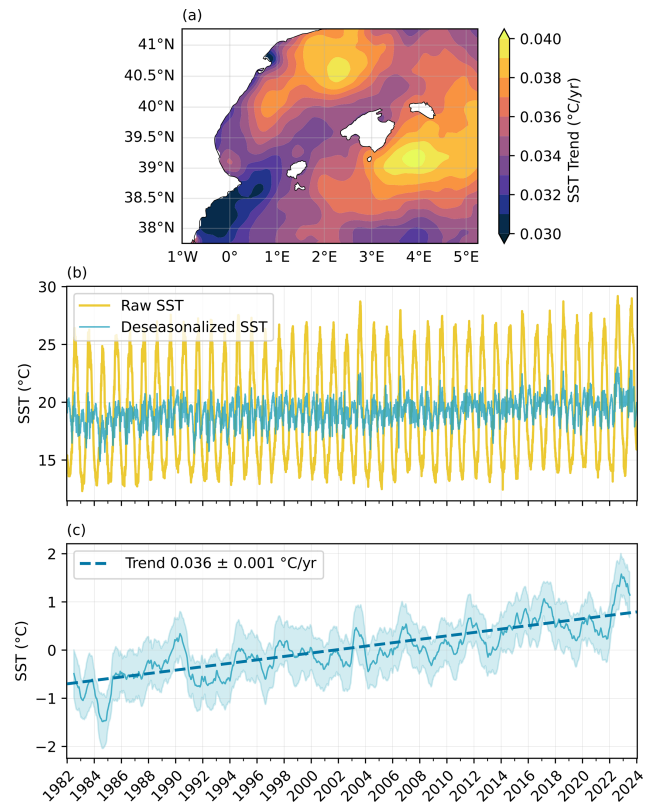 (a)
41°N
40.5°N
40°N
39.5°N
39°N
38.5°N
38°N
1°W
0°
1°E
2°E
3°E
4°E
5°E
0.040
0.038
0.036
0.034
0.032
0.030
SST Trend (°C/yr)
(b)
30
25
20
15
SST (°C)
Raw SST
Deseasonalized SST
(c)
2
1
0
−1
−2
SST (°C)
Trend 0.036 ± 0.001 °C/yr
1982
1984
1986
1988
1990
1992
1994
1996
1998
2000
2002
2004
2006
2008
2010
2012
2014
2016
2018
2020
2022
2024